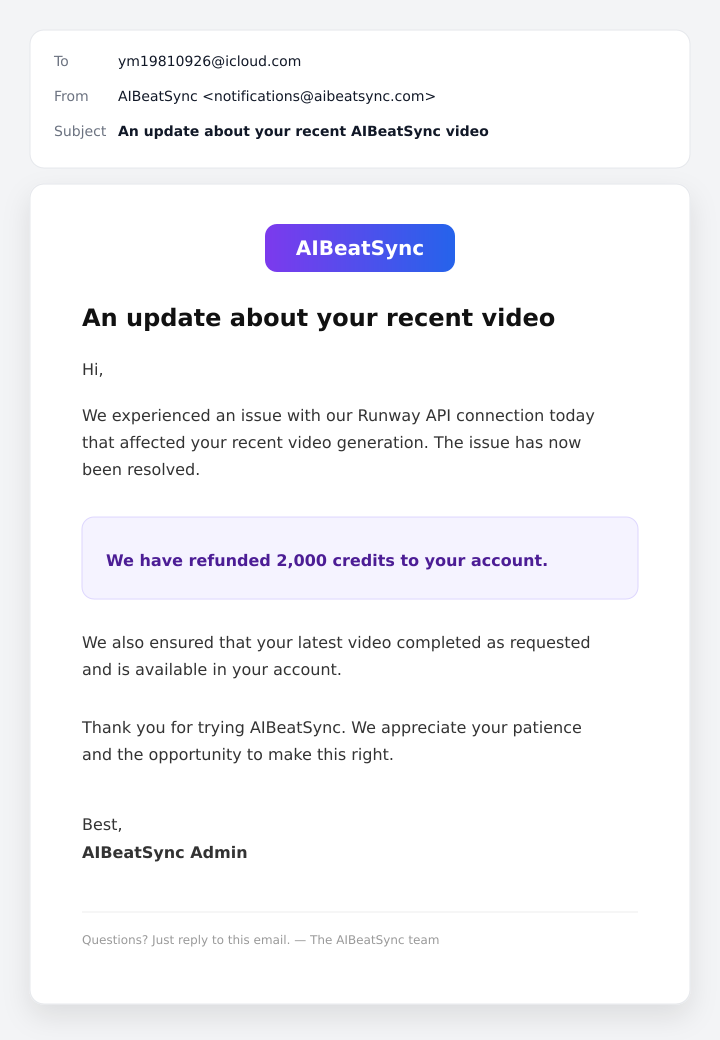 To ym19810926@icloud.com
From AIBeatSync <notifications@aibeatsync.com>
Subject An update about your recent AIBeatSync video
AIBeatSync
An update about your recent video
Hi,
We experienced an issue with our Runway API connection today
that affected your recent video generation. The issue has now
been resolved.
We have refunded 2,000 credits to your account.
We also ensured that your latest video completed as requested
and is available in your account.
Thank you for trying AIBeatSync. We appreciate your patience
and the opportunity to make this right.
Best,
AIBeatSync Admin
Questions? Just reply to this email. — The AIBeatSync team